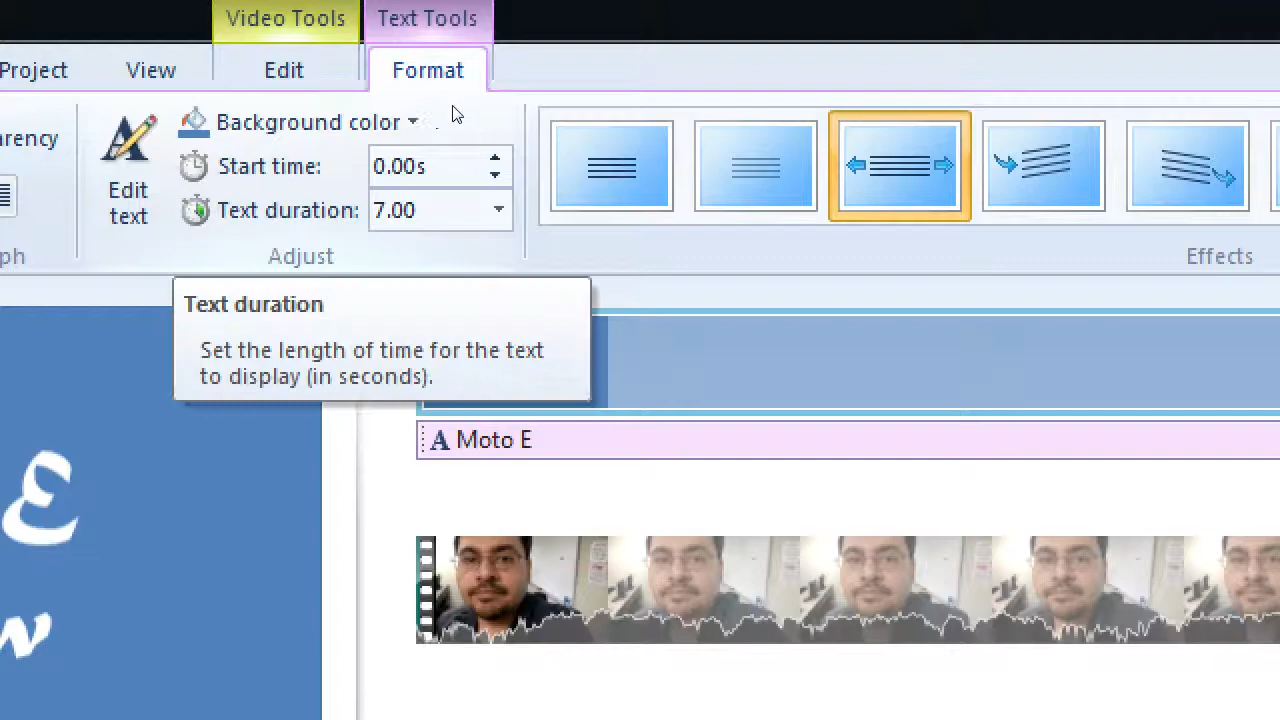 Video Tools
Text Tools
Project
View
Edit
Format
arency
Edit
text
Background color
Start time:
0.00s
Text duration:
7.00
ph
Adjust
Effects
Text duration
Set the length of time for the text
to display (in seconds).
A Moto E
E
w